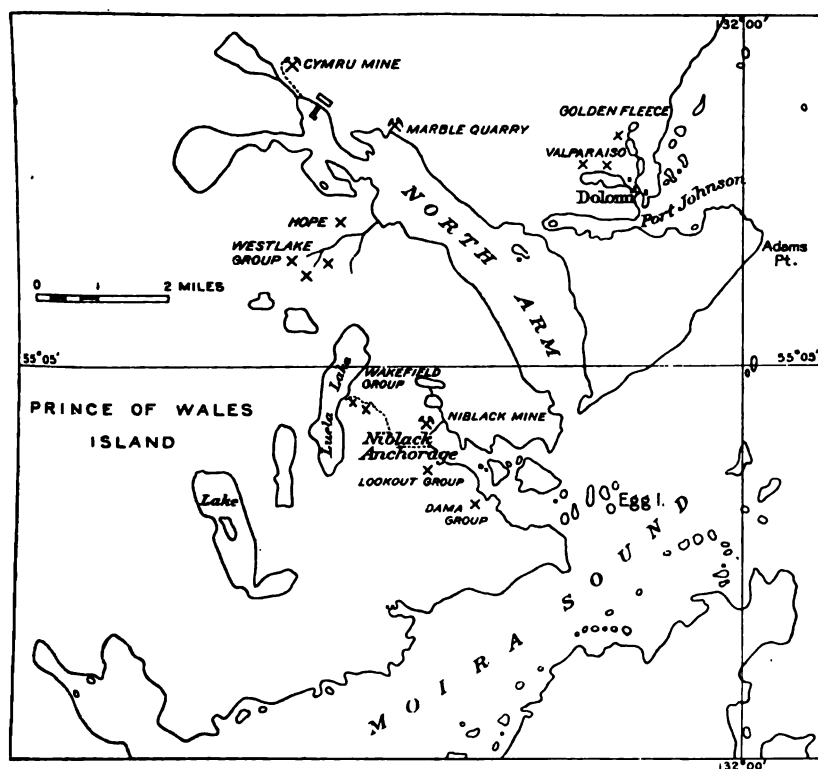 132°00'
CYMRU MINE
GOLDEN FLEECE
MARBLE QUARRY
VALPARAISO
Dolomi
Port Johnson
NORTH ARM
HOPE
WESTLAKE
GROUP
Adams
Pt.
0 1 2 MILES
55°05'
55°05'
WAKEFIELD
GROUP
Luela Lake
PRINCE OF WALES
ISLAND
NIBLACK MINE
Niblack
Anchorage
Lake
LOOKOUT GROUP
DAMA
GROUP
Egg I.
MOIRA SOUND
132°00'